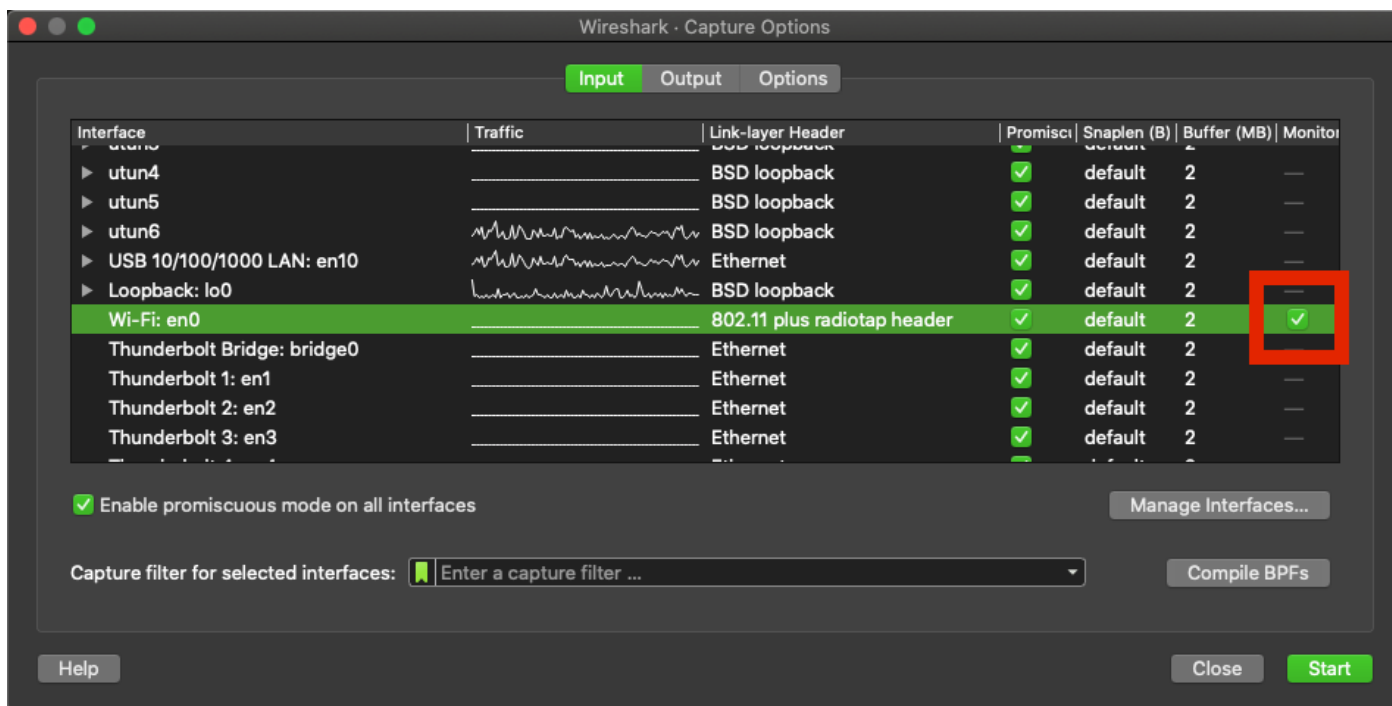 Wireshark · Capture Options
Input Output Options
Interface Traffic Link-layer Header Promiscu Snaplen (B) Buffer (MB) Monitor
utun4 BSD loopback default 2 —
utun5 BSD loopback default 2 —
utun6 BSD loopback default 2 —
USB 10/100/1000 LAN: en10 Ethernet default 2 —
Loopback: lo0 BSD loopback default 2 —
Wi-Fi: en0 802.11 plus radiotap header default 2
Thunderbolt Bridge: bridge0 Ethernet default 2 —
Thunderbolt 1: en1 Ethernet default 2 —
Thunderbolt 2: en2 Ethernet default 2 —
Thunderbolt 3: en3 Ethernet default 2 —
Enable promiscuous mode on all interfaces Manage Interfaces...
Capture filter for selected interfaces: Enter a capture filter ... Compile BPFs
Help Close Start